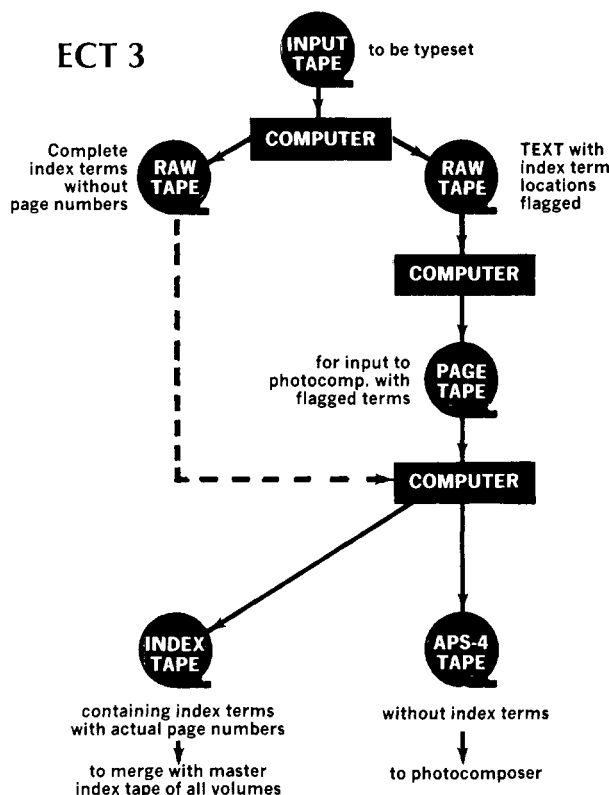 ECT 3
INPUT
TAPE
to be typeset
COMPUTER
Complete
index terms
without
page numbers
RAW
TAPE
RAW
TAPE
TEXT with
index term
locations
flagged
COMPUTER
for input to
photocomp, with
flagged terms
PAGE
TAPE
COMPUTER
INDEX
TAPE
APS-4
TAPE
containing index terms
with actual page numbers
without index terms
to merge with master
index tape of all volumes
to photocomposer